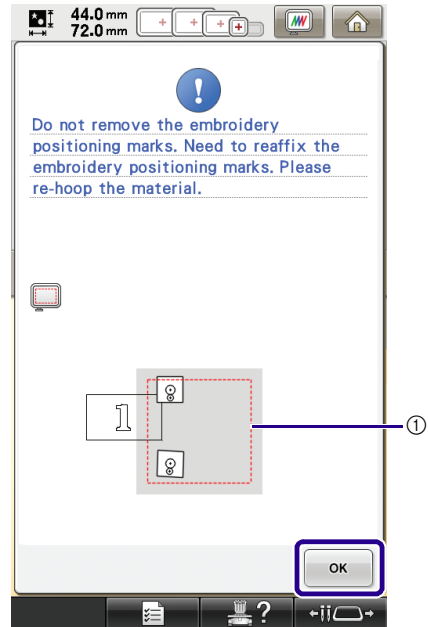 44.0 mm
72.0 mm
Do not remove the embroidery
positioning marks. Need to reaffix the
embroidery positioning marks. Please
re-hoop the material.
1
①
OK
?